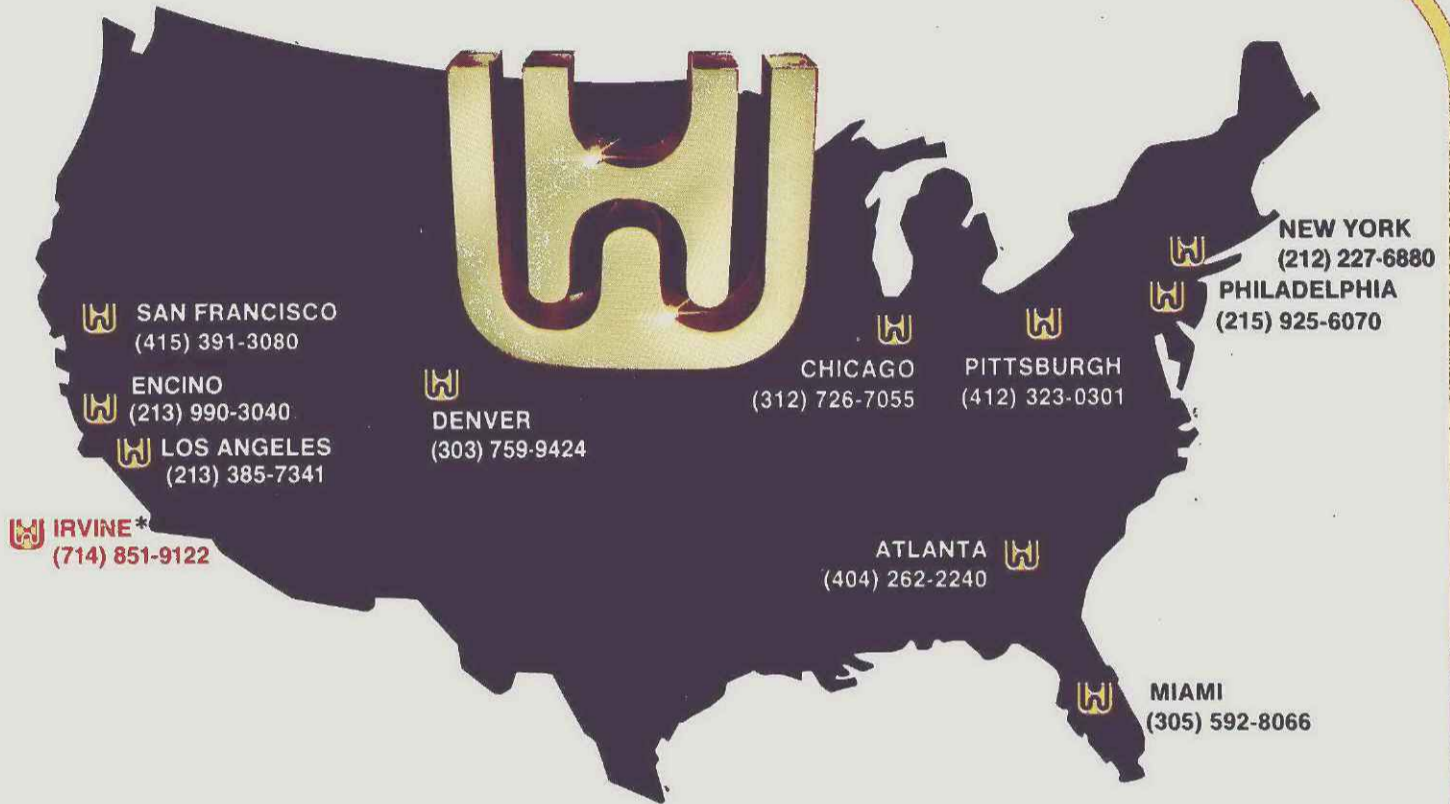 NEW YORK
(212) 227-6880
PHILADELPHIA
(215) 925-6070
SAN FRANCISCO
(415) 391-3080
CHICAGO
(312) 726-7055
PITTSBURGH
(412) 323-0301
ENCINO
(213) 990-3040
DENVER
(303) 759-9424
LOS ANGELES
(213) 385-7341
IRVINE*
(714) 851-9122
ATLANTA
(404) 262-2240
MIAMI
(305) 592-8066